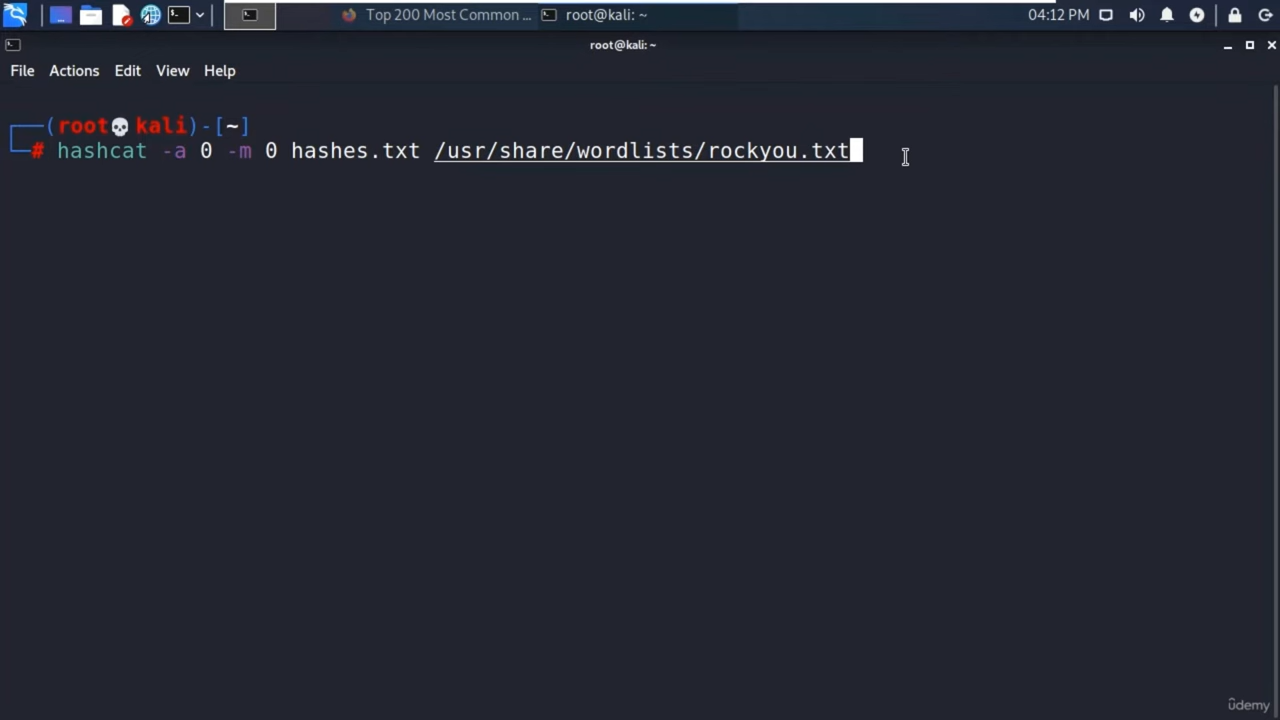 Top 200 Most Common ...
root@kali: ~
04:12 PM
root@kali: ~
File Actions Edit View Help
┌──(root💀kali)-[~]
└─# hashcat -a 0 -m 0 hashes.txt /usr/share/wordlists/rockyou.txt
ûdemy